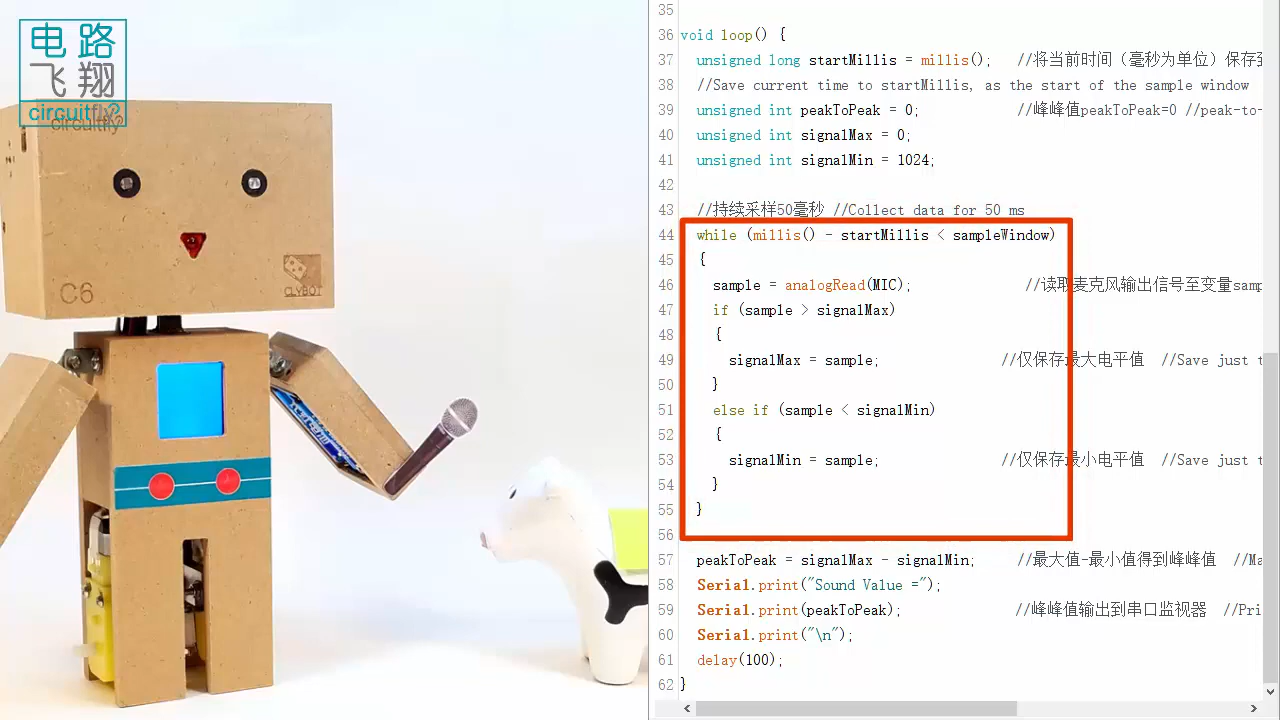 电路
飞翔
circuitfly?
circuitfly?
C6
CLYBOT
35
36 void loop() {
37 unsigned long startMillis = millis(); //将当前时间（毫秒为单位）保存
38 //Save current time to startMillis, as the start of the sample window
39 unsigned int peakToPeak = 0; //峰峰值peakToPeak=0 //peak-to-
40 unsigned int signalMax = 0;
41 unsigned int signalMin = 1024;
42
43 //持续采样50毫秒 //Collect data for 50 ms
44 while (millis() - startMillis < sampleWindow)
45 {
46 sample = analogRead(MIC); //读取麦克风输出信号至变量sam
47 if (sample > signalMax)
48 {
49 signalMax = sample; //仅保存最大电平值 //Save just
50 }
51 else if (sample < signalMin)
52 {
53 signalMin = sample; //仅保存最小电平值 //Save just
54 }
55 }
56
57 peakToPeak = signalMax - signalMin; //最大值-最小值得到峰峰值 //Ma
58 Serial.print("Sound Value =");
59 Serial.print(peakToPeak); //峰峰值输出到串口监视器 //Pri
60 Serial.print("\n");
61 delay(100);
62 }